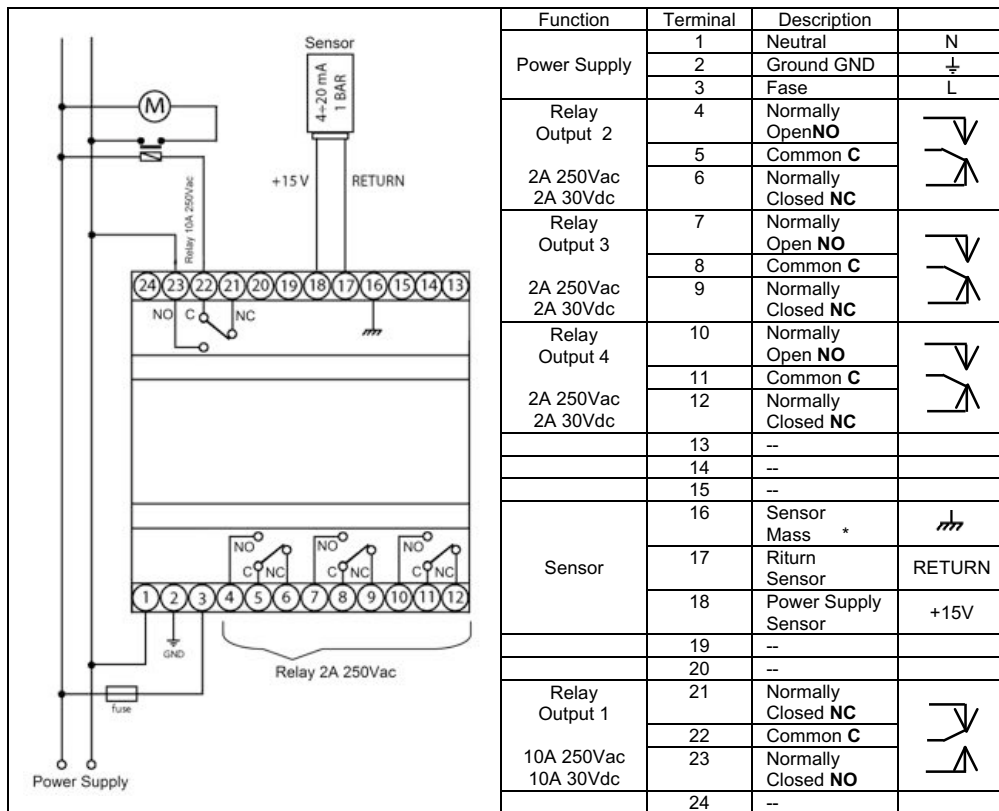 Sensor
4÷20 mA
1 BAR
M
+15 V
RETURN
Relay 10A 250Vac
24 23 22 21 20 19 18 17 16 15 14 13
NO C NC
NO NO NO
C NC C NC C NC
1 2 3 4 5 6 7 8 9 10 11 12
GND
Relay 2A 250Vac
fuse
Power Supply
Function Terminal Description
Power Supply
1 Neutral N
2 Ground GND
3 Fase L
Relay
Output 2
2A 250Vac
2A 30Vdc
4 Normally
OpenNO
5 Common C
6 Normally
Closed NC
Relay
Output 3
2A 250Vac
2A 30Vdc
7 Normally
Open NO
8 Common C
9 Normally
Closed NC
Relay
Output 4
2A 250Vac
2A 30Vdc
10 Normally
Open NO
11 Common C
12 Normally
Closed NC
13 --
14 --
15 --
Sensor
16 Sensor
Mass *
17 Riturn
Sensor
RETURN
18 Power Supply
Sensor
+15V
19 --
20 --
Relay
Output 1
10A 250Vac
10A 30Vdc
21 Normally
Closed NC
22 Common C
23 Normally
Closed NO
24 --